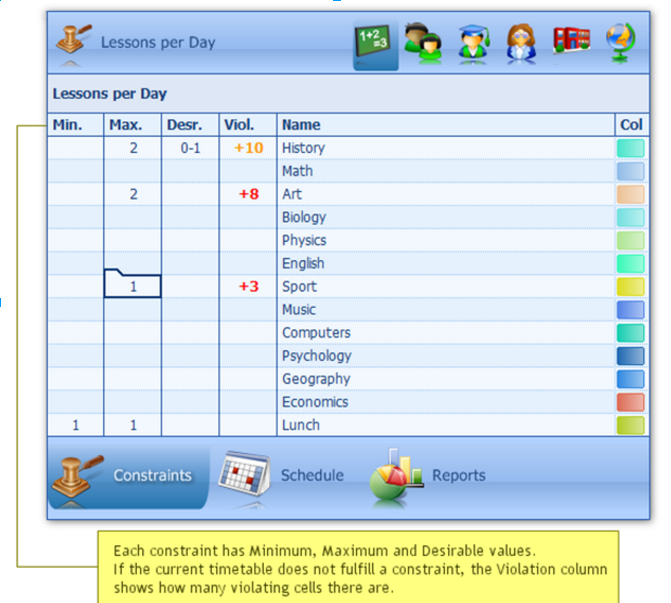 Lessons per Day
1+2
=3
Lessons per Day
Min. Max. Desr. Viol. Name Col
2 0-1 +10 History
Math
2 +8 Art
Biology
Physics
English
1 +3 Sport
Music
Computers
Psychology
Geography
Economics
1 1 Lunch
Constraints Schedule Reports
Each constraint has Minimum, Maximum and Desirable values.
If the current timetable does not fulfill a constraint, the Violation column
shows how many violating cells there are.